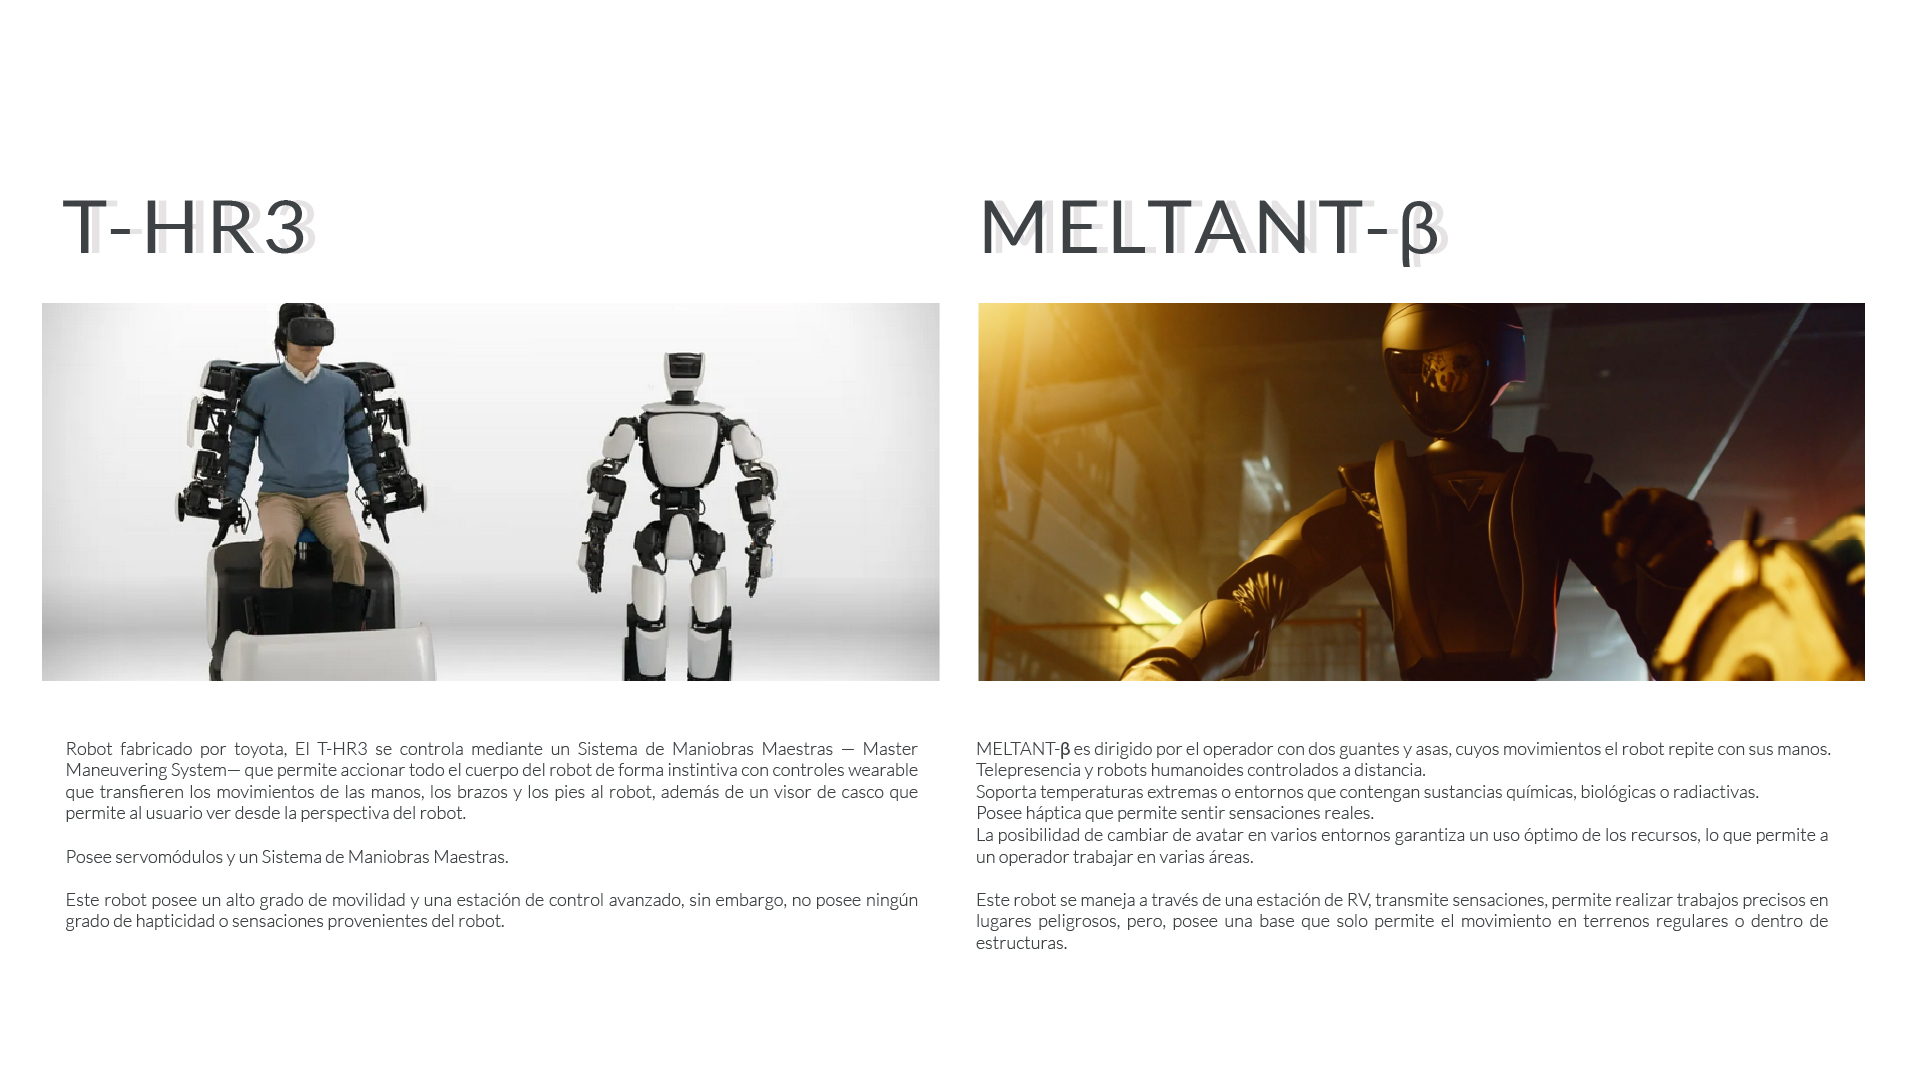 T-HR3
Robot fabricado por toyota, El T-HR3 se controla mediante un Sistema de Maniobras Maestras — Master
Maneuvering System— que permite accionar todo el cuerpo del robot de forma instintiva con controles wearable
que transfieren los movimientos de las manos, los brazos y los pies al robot, además de un visor de casco que
permite al usuario ver desde la perspectiva del robot.
Posee servomódulos y un Sistema de Maniobras Maestras.
Este robot posee un alto grado de movilidad y una estación de control avanzado, sin embargo, no posee ningún
grado de hapticidad o sensaciones provenientes del robot.
MELTANT-β
MELTANT-β es dirigido por el operador con dos guantes y asas, cuyos movimientos el robot repite con sus manos.
Telepresencia y robots humanoides controlados a distancia.
Soporta temperaturas extremas o entornos que contengan sustancias químicas, biológicas o radiactivas.
Posee háptica que permite sentir sensaciones reales.
La posibilidad de cambiar de avatar en varios entornos garantiza un uso óptimo de los recursos, lo que permite a
un operador trabajar en varias áreas.
Este robot se maneja a través de una estación de RV, transmite sensaciones, permite realizar trabajos precisos en
lugares peligrosos, pero, posee una base que solo permite el movimiento en terrenos regulares o dentro de
estructuras.